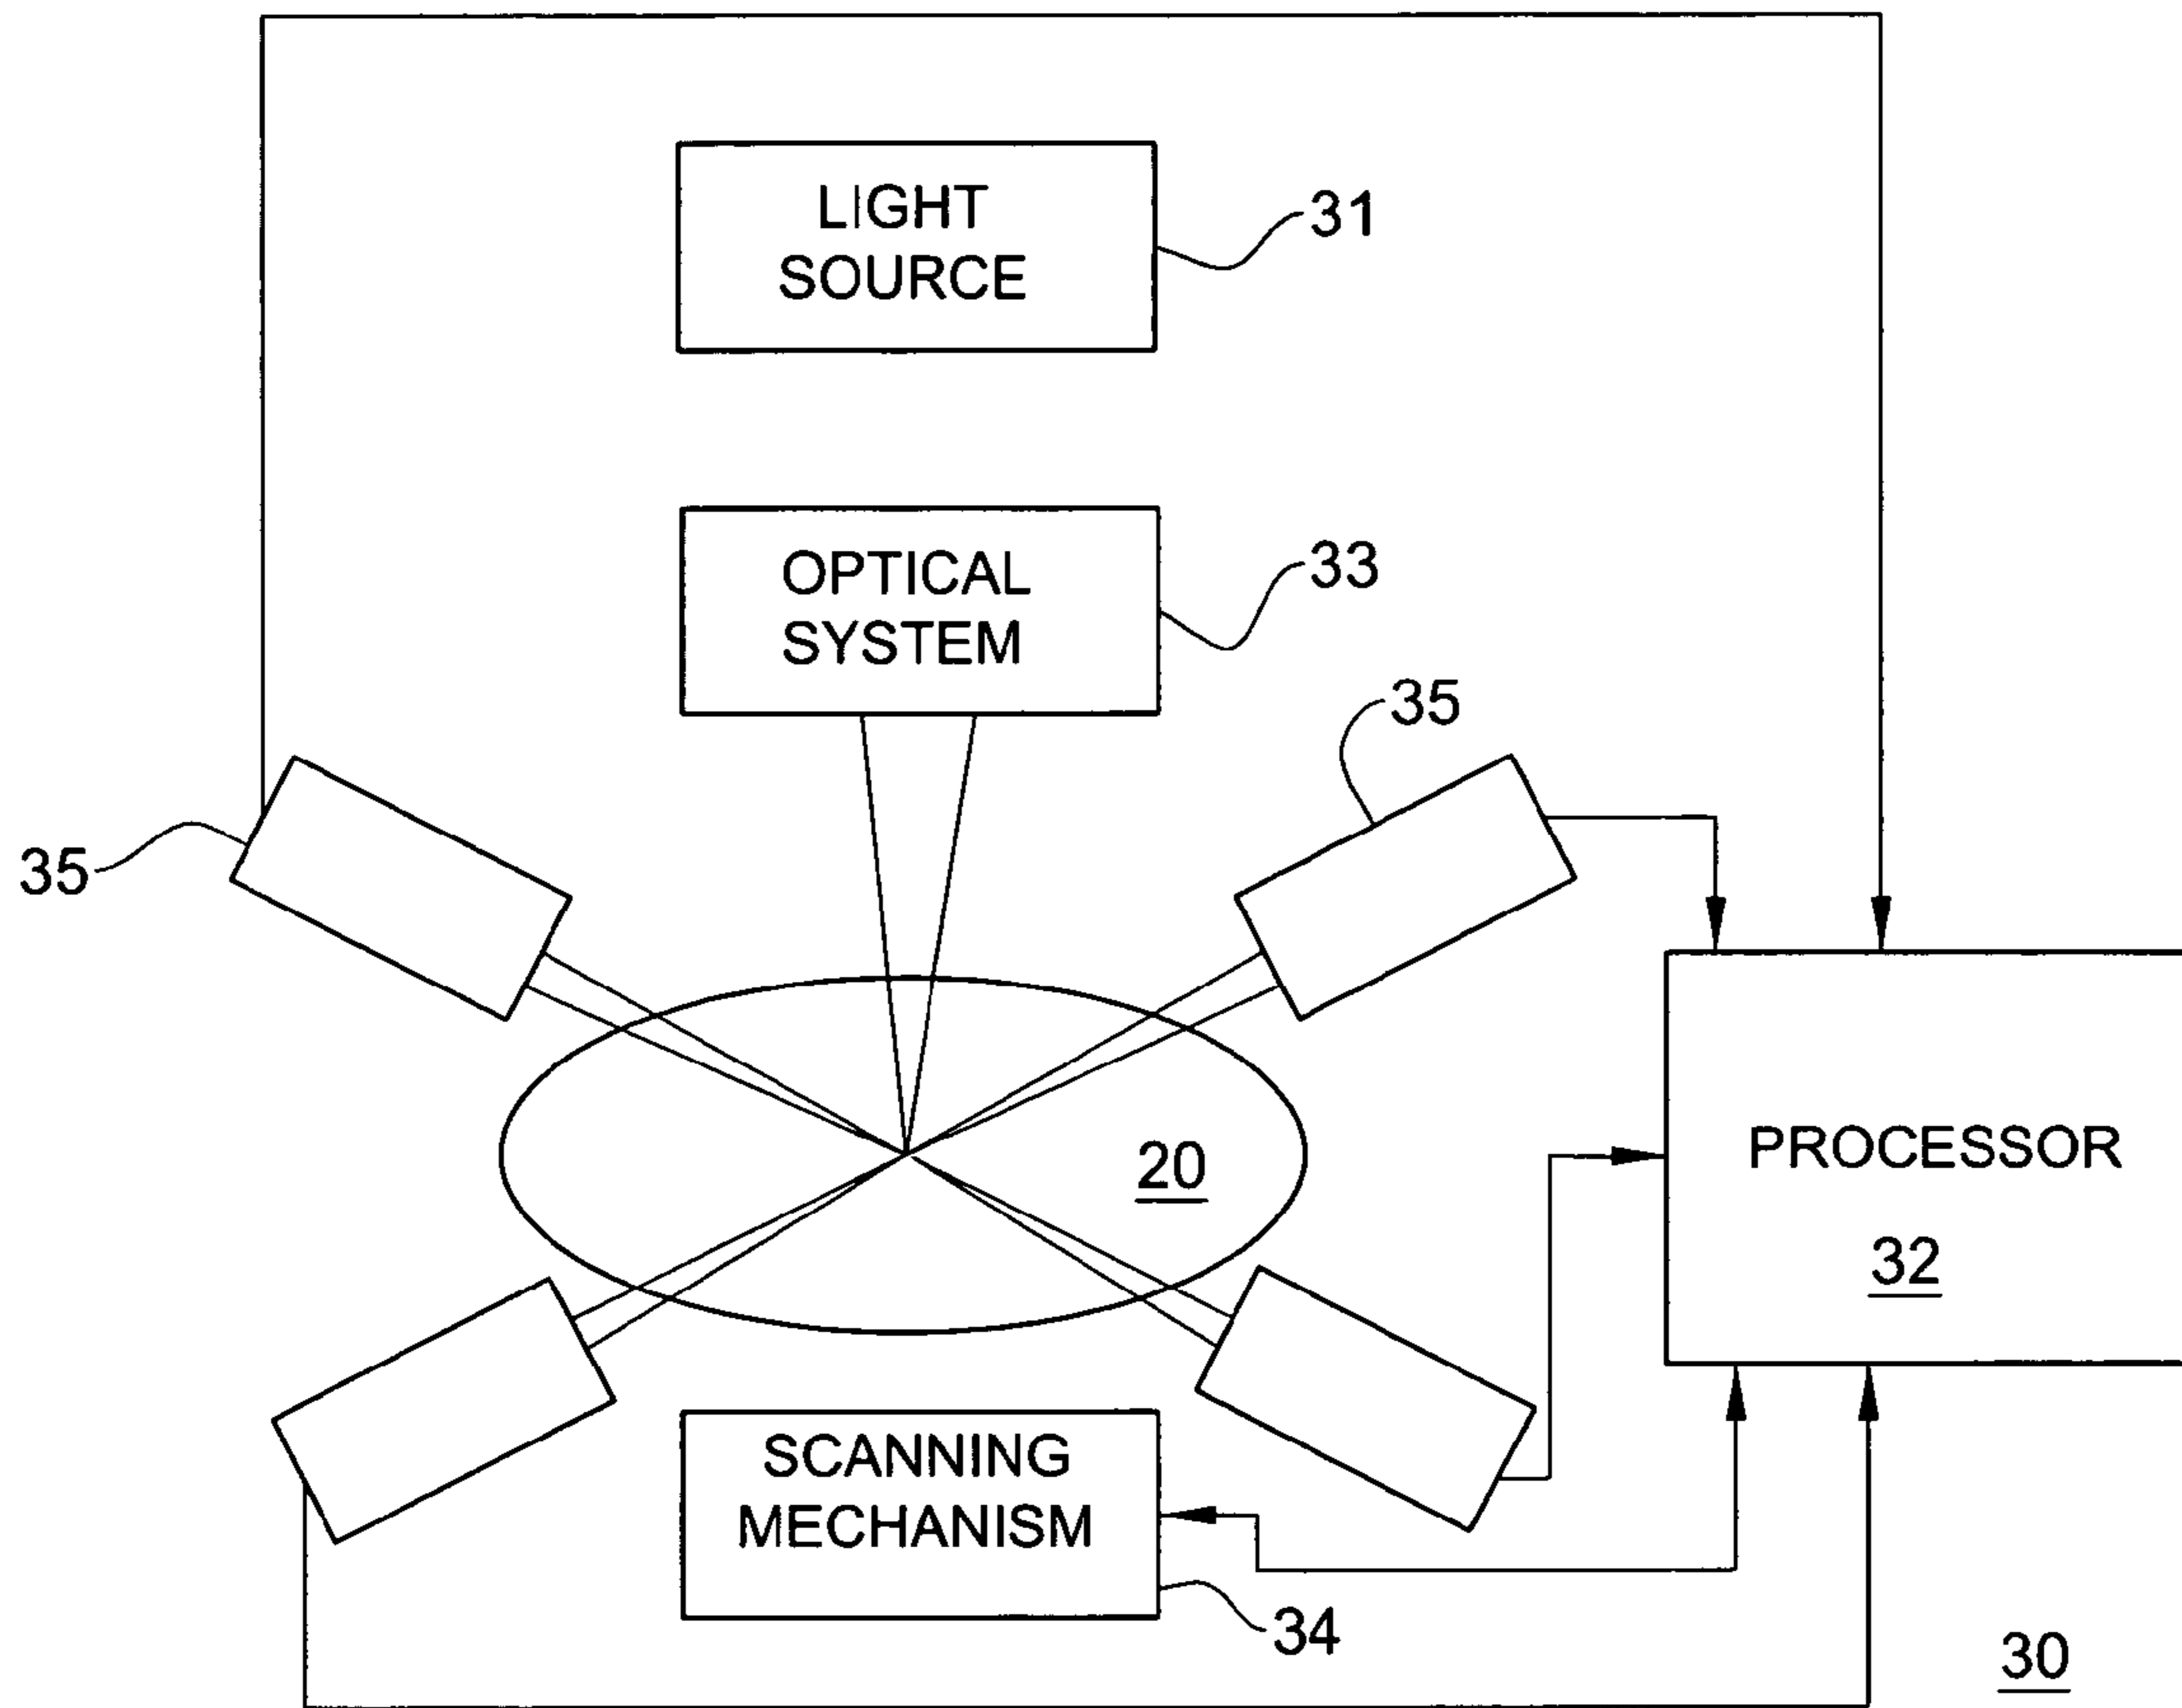 LIGHT
SOURCE
31
OPTICAL
SYSTEM
33
35
35
20
PROCESSOR
32
SCANNING
MECHANISM
34
30